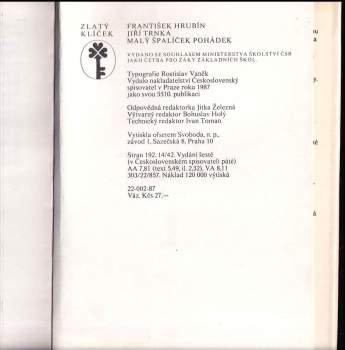 ZLATÝ
KLÍČEK
FRANTIŠEK HRUBÍN
JIŘÍ TRNKA
MALÝ ŠPALÍČEK POHÁDEK
VYDÁNO SE SOUHLASEM MINISTERSTVA ŠKOLSTVÍ ČSR
JAKO ČETBA PRO ŽÁKY ZÁKLADNÍCH ŠKOL
Typografie Rostislav Vaněk
Vydalo nakladatelství Československý
spisovatel v Praze roku 1987
jako svou 5510. publikaci
Odpovědná redaktorka Jitka Železná
Výtvarný redaktor Bohuslav Holý
Technický redaktor Ivan Toman
Vytiskla ofsetem Svoboda, n. p.,
závod 1, Sazečská 8, Praha 10
Stran 192. 14/42. Vydání šesté
(v Československém spisovateli páté)
AA 7,81 (text 5,49, il. 2,32), VA 8,11
303/22/857. Náklad 120 000 výtisků
22-002-87
Váz. Kčs 27,—